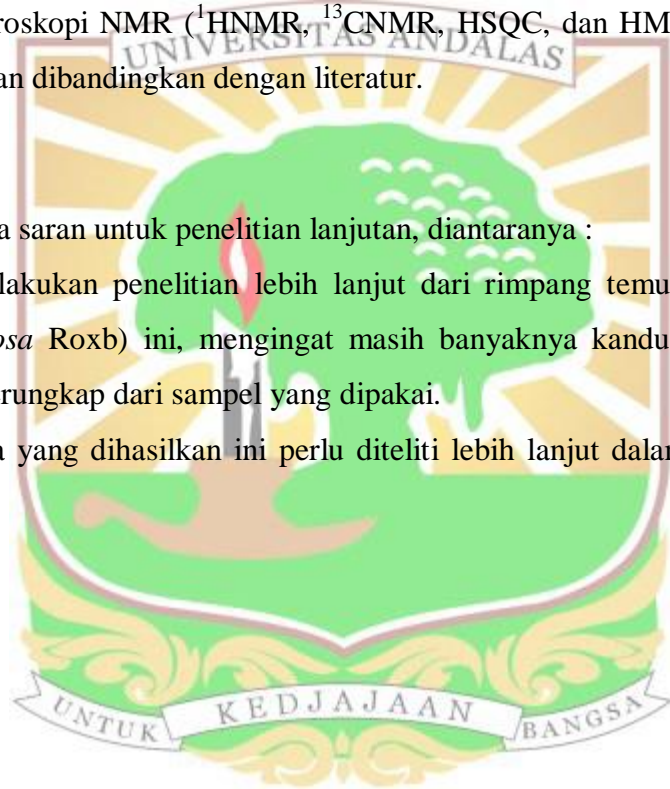 roskopi NMR (¹HNMR, ¹³CNMR, HSQC, dan HM
UNIVERSITAS ANDALAS
an dibandingkan dengan literatur.
a saran untuk penelitian lanjutan, diantaranya :
lakukan penelitian lebih lanjut dari rimpang temu
osa Roxb) ini, mengingat masih banyaknya kandu
erungkap dari sampel yang dipakai.
a yang dihasilkan ini perlu diteliti lebih lanjut dalam
UNTUK KEDJAJAAN BANGSA